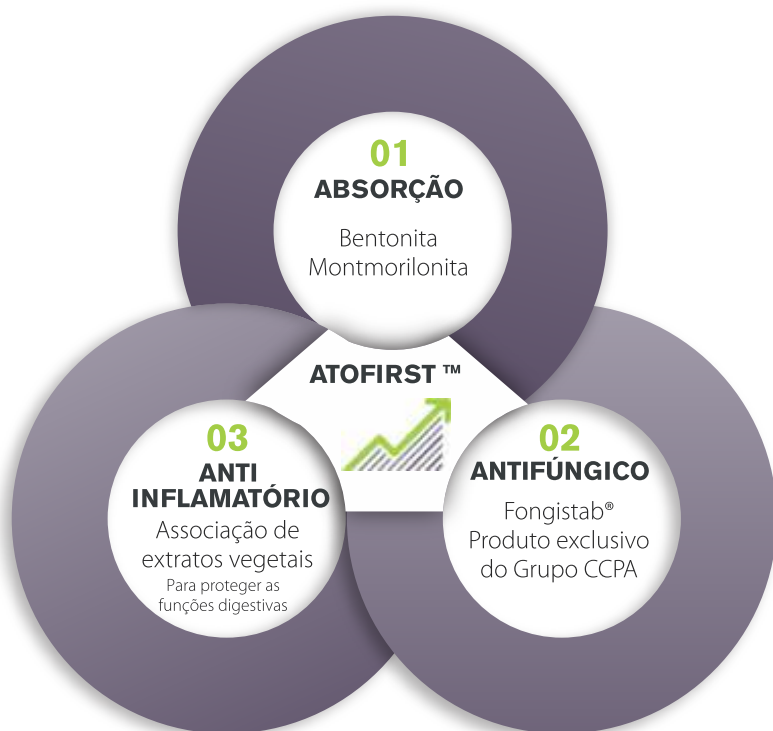 01
ABSORÇÃO
Bentonita
Montmorilonita
ATOFIRST ™
03
ANTI
INFLAMATÓRIO
Associação de
extratos vegetais
Para proteger as
funções digestivas
02
ANTIFÚNGICO
Fongistab®
Produto exclusivo
do Grupo CCPA